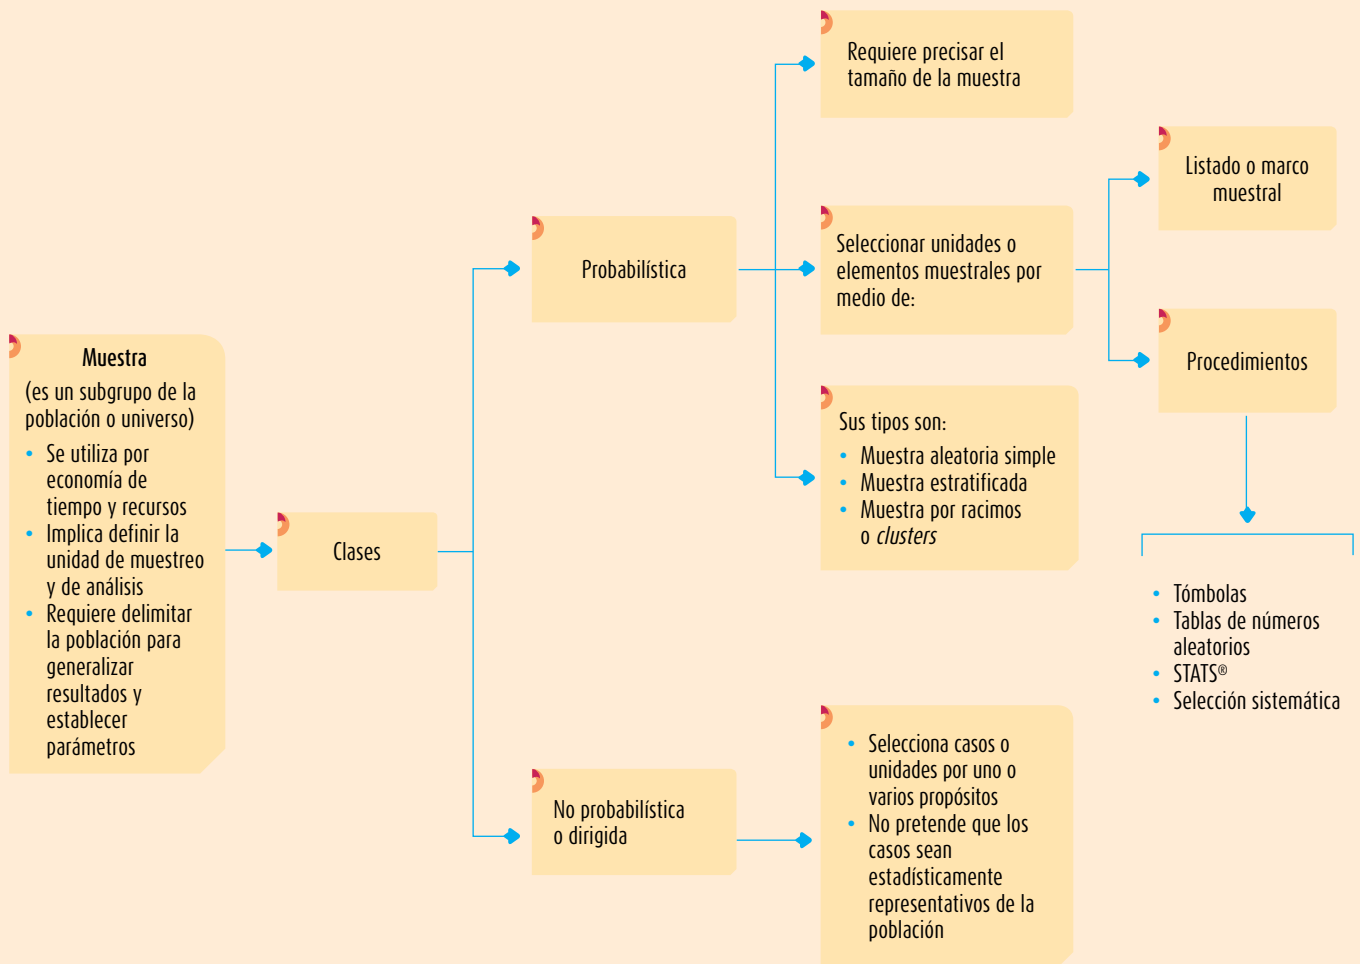 Muestra
(es un subgrupo de la
población o universo)
• Se utiliza por
economía de
tiempo y recursos
• Implica definir la
unidad de muestreo
y de análisis
• Requiere delimitar
la población para
generalizar
resultados y
establecer
parámetros
Clases
Probabilística
Requiere precisar el
tamaño de la muestra
Seleccionar unidades o
elementos muestrales por
medio de:
Listado o marco
muestral
Procedimientos
• Tómbolas
• Tablas de números
aleatorios
• STATS®
• Selección sistemática
Sus tipos son:
• Muestra aleatoria simple
• Muestra estratificada
• Muestra por racimos
o clusters
No probabilística
o dirigida
• Selecciona casos o
unidades por uno o
varios propósitos
• No pretende que los
casos sean
estadísticamente
representativos de la
población